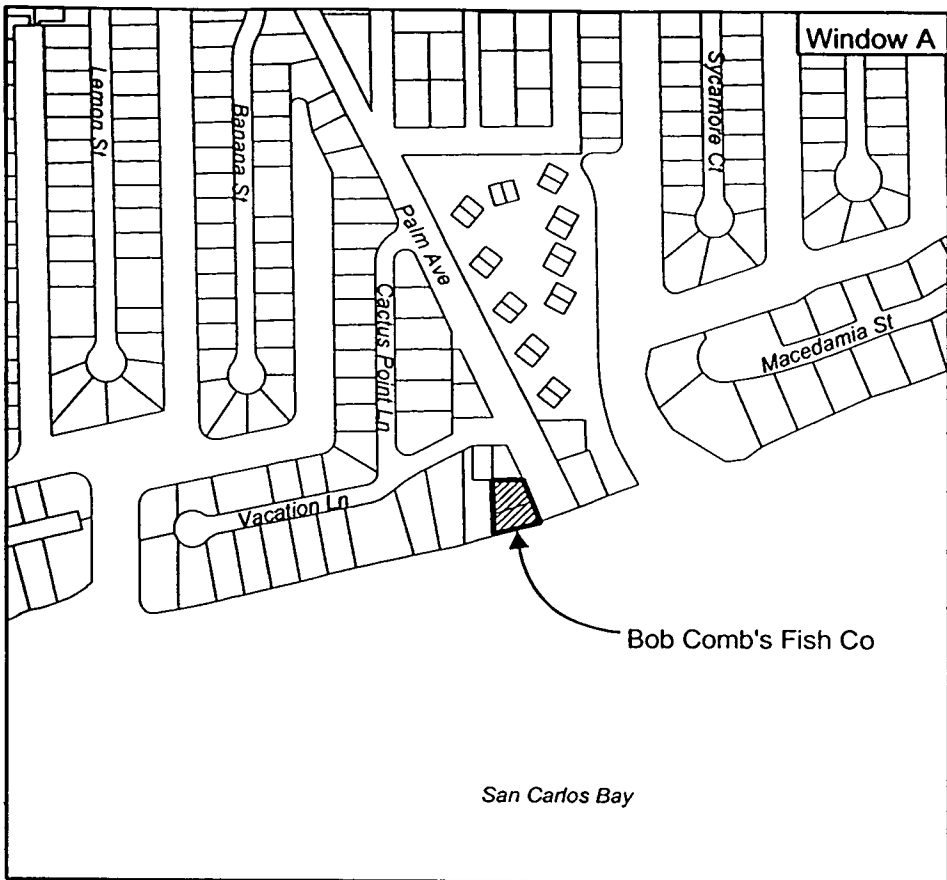 Window A
Lemon St
Banana St
Sycamore Ct
Palm Ave
Cactus Point Ln
Macedamia St
Vacation Ln
Bob Comb's Fish Co
San Carlos Bay